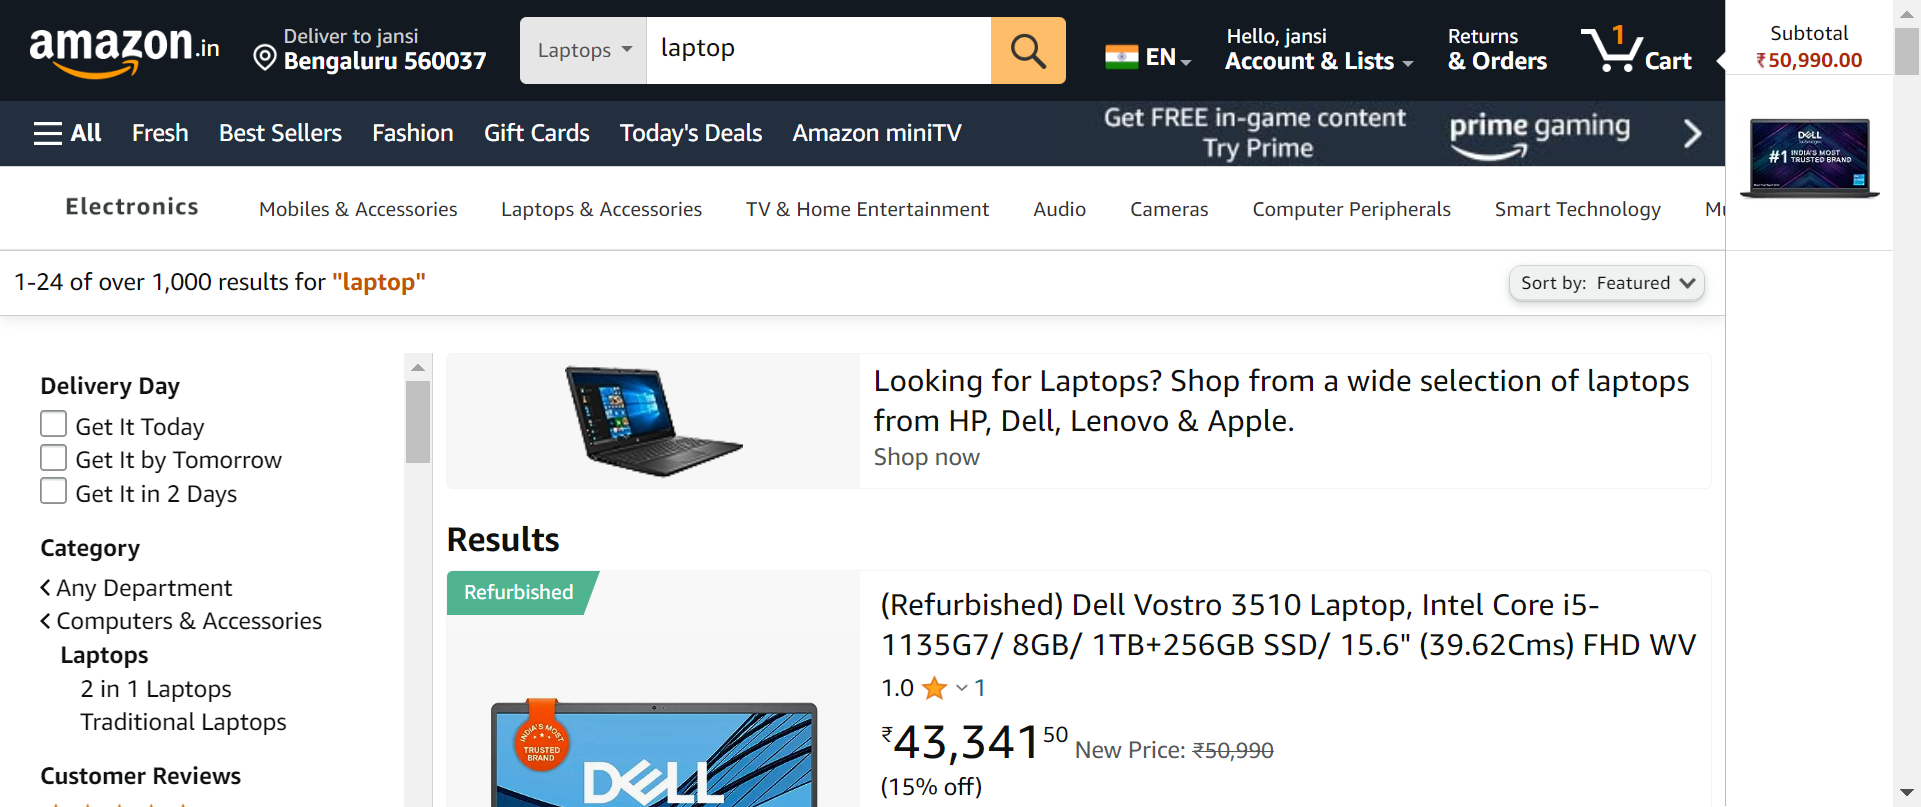 amazon.in
Deliver to jansi
Bengaluru 560037
Laptops
laptop
EN
Hello, jansi
Account & Lists
Returns
& Orders
1
Cart
Subtotal
₹50,990.00
All
Fresh
Best Sellers
Fashion
Gift Cards
Today's Deals
Amazon miniTV
Get FREE in-game content
Try Prime
prime gaming
DELL
Technologies
#1 INDIA'S MOST
TRUSTED BRAND
Electronics
Mobiles & Accessories
Laptops & Accessories
TV & Home Entertainment
Audio
Cameras
Computer Peripherals
Smart Technology
Mu
1-24 of over 1,000 results for "laptop"
Sort by: Featured
Delivery Day
Get It Today
Get It by Tomorrow
Get It in 2 Days
Category
Any Department
Computers & Accessories
Laptops
2 in 1 Laptops
Traditional Laptops
Customer Reviews
Looking for Laptops? Shop from a wide selection of laptops
from HP, Dell, Lenovo & Apple.
Shop now
Results
Refurbished
INDIA'S MOST
TRUSTED
BRAND
DELL
(Refurbished) Dell Vostro 3510 Laptop, Intel Core i5-
1135G7/ 8GB/ 1TB+256GB SSD/ 15.6" (39.62Cms) FHD WV
1.0 1
₹43,34150 New Price: ₹50,990
(15% off)